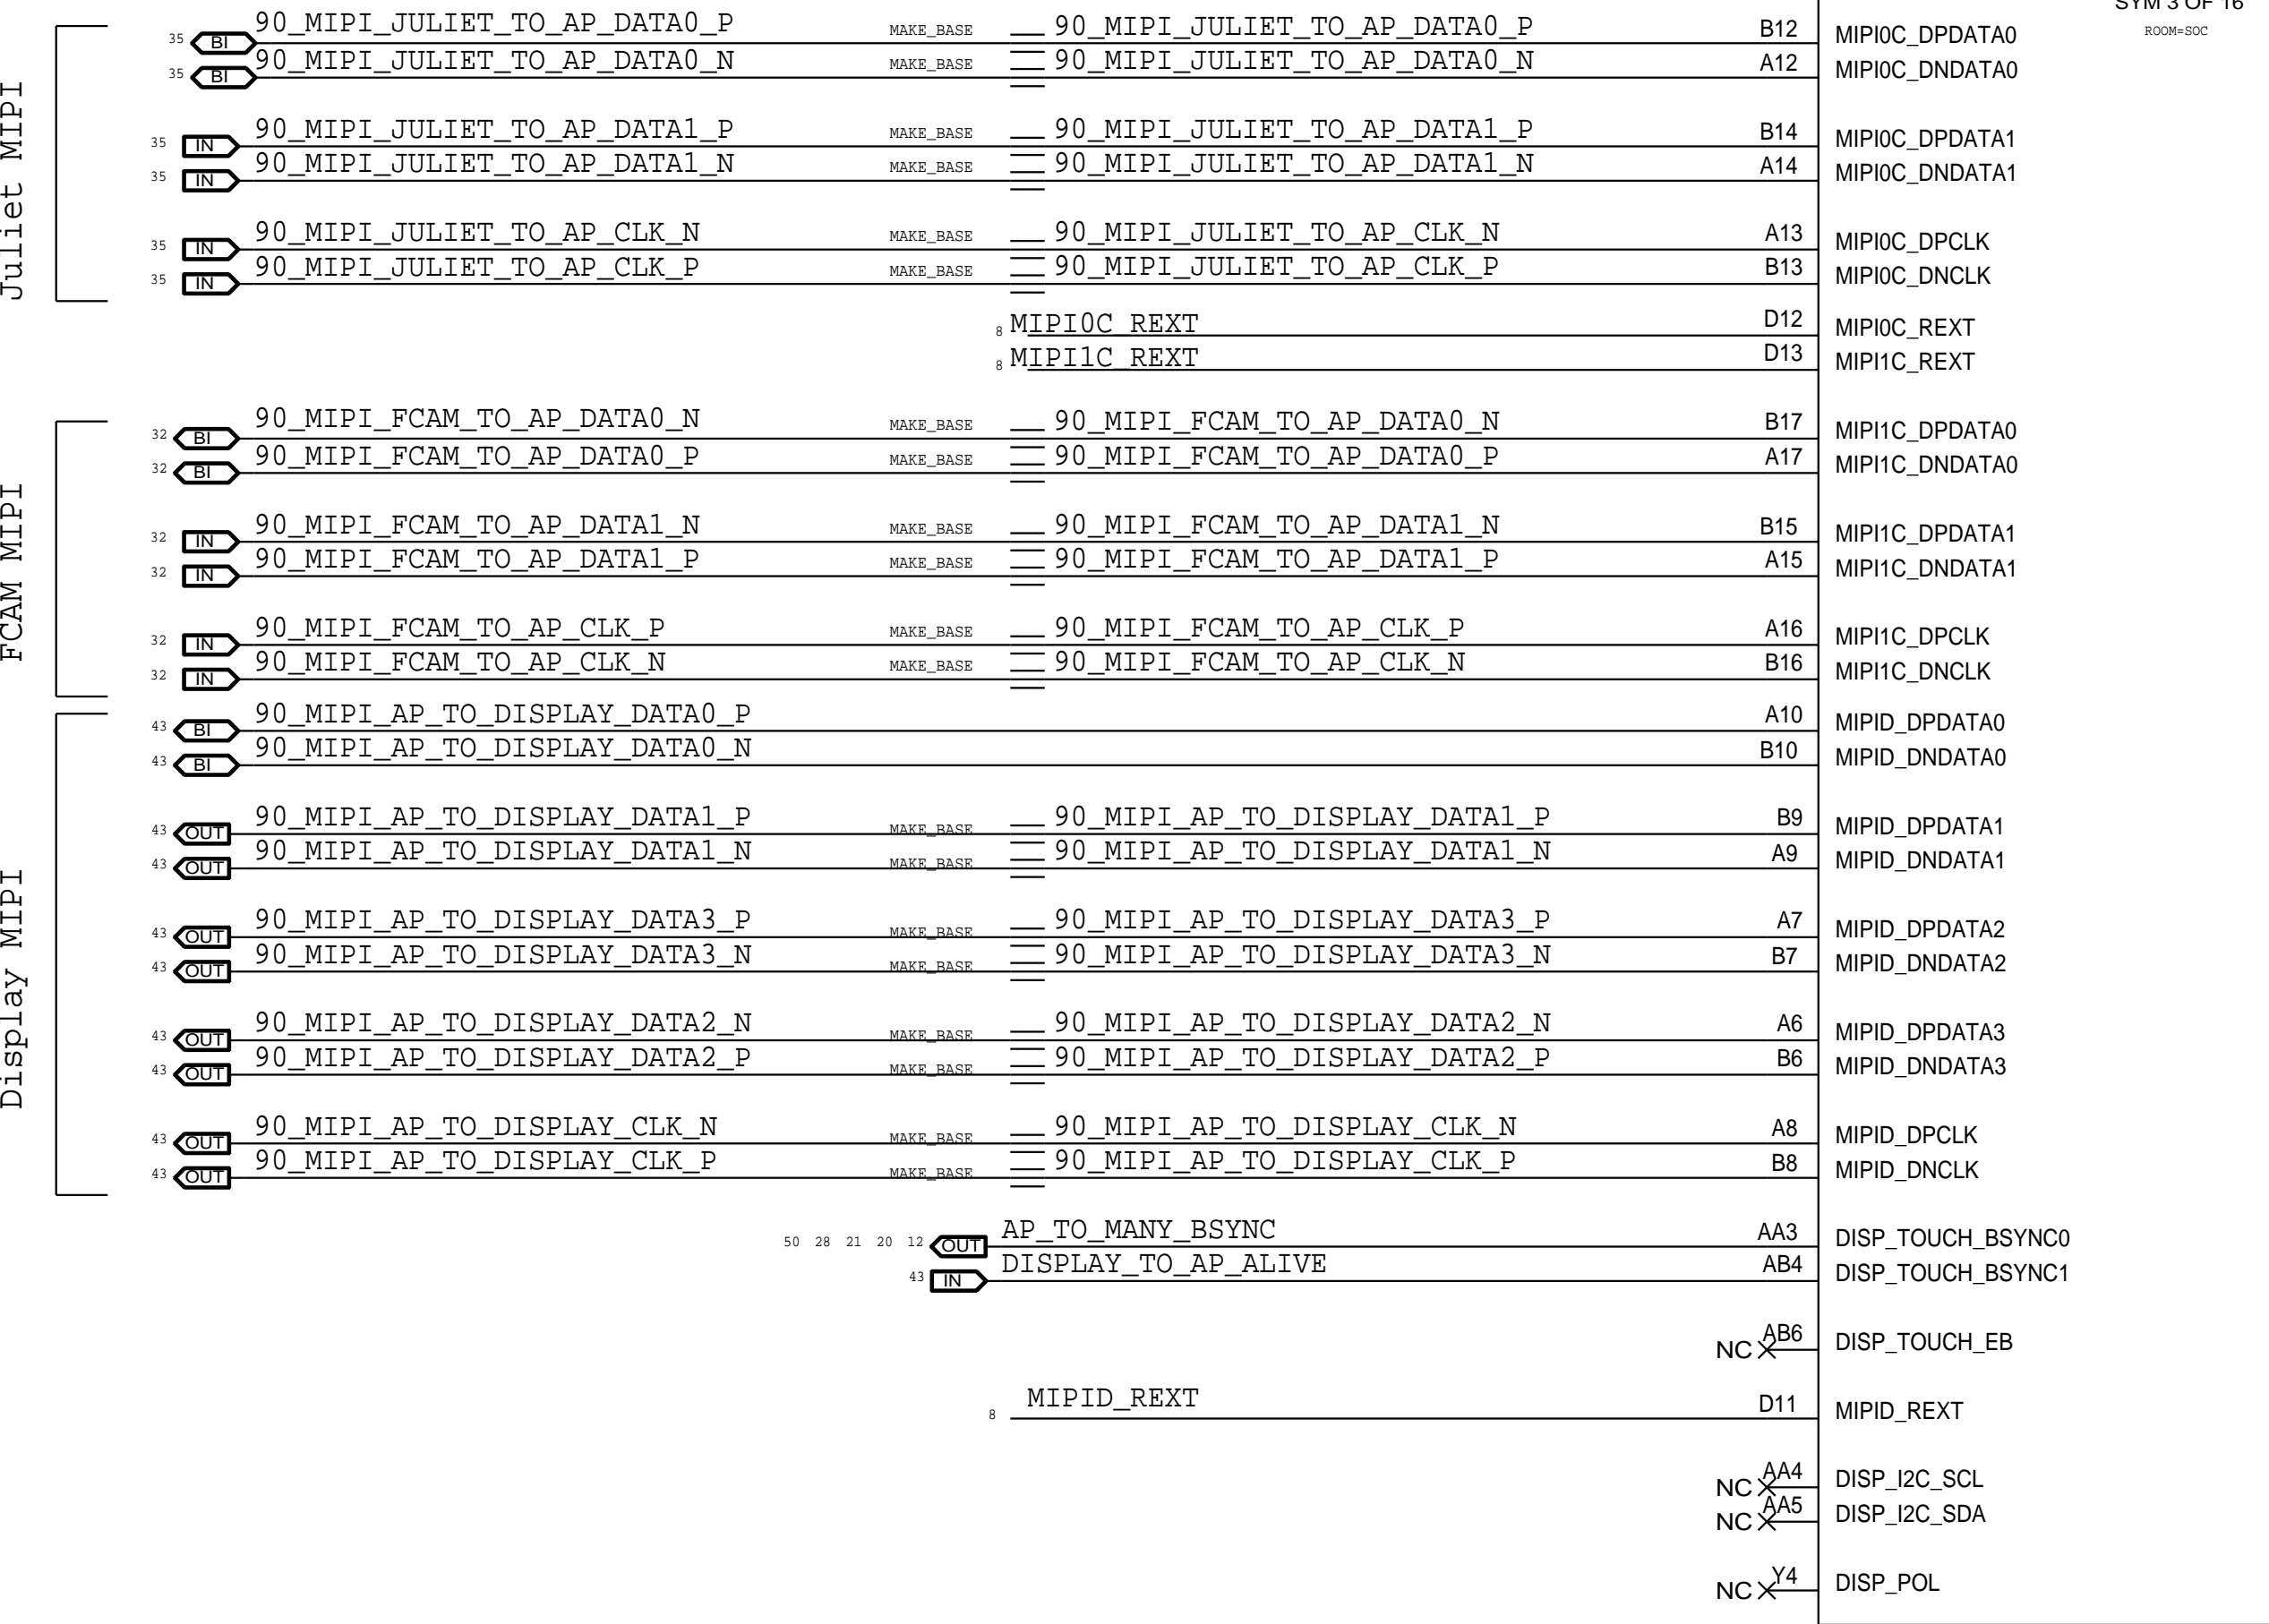 SYM 3 OF 16
ROOM=SOC
Juliet MIPI
35 BI 90_MIPI_JULIET_TO_AP_DATA0_P MAKE_BASE 90_MIPI_JULIET_TO_AP_DATA0_P B12 MIPI0C_DPDATA0
35 BI 90_MIPI_JULIET_TO_AP_DATA0_N MAKE_BASE 90_MIPI_JULIET_TO_AP_DATA0_N A12 MIPI0C_DNDATA0
35 IN 90_MIPI_JULIET_TO_AP_DATA1_P MAKE_BASE 90_MIPI_JULIET_TO_AP_DATA1_P B14 MIPI0C_DPDATA1
35 IN 90_MIPI_JULIET_TO_AP_DATA1_N MAKE_BASE 90_MIPI_JULIET_TO_AP_DATA1_N A14 MIPI0C_DNDATA1
35 IN 90_MIPI_JULIET_TO_AP_CLK_N MAKE_BASE 90_MIPI_JULIET_TO_AP_CLK_N A13 MIPI0C_DPCLK
35 IN 90_MIPI_JULIET_TO_AP_CLK_P MAKE_BASE 90_MIPI_JULIET_TO_AP_CLK_P B13 MIPI0C_DNCLK
8 MIPI0C_REXT D12 MIPI0C_REXT
8 MIPI1C_REXT D13 MIPI1C_REXT
FCAM MIPI
32 BI 90_MIPI_FCAM_TO_AP_DATA0_N MAKE_BASE 90_MIPI_FCAM_TO_AP_DATA0_N B17 MIPI1C_DPDATA0
32 BI 90_MIPI_FCAM_TO_AP_DATA0_P MAKE_BASE 90_MIPI_FCAM_TO_AP_DATA0_P A17 MIPI1C_DNDATA0
32 IN 90_MIPI_FCAM_TO_AP_DATA1_N MAKE_BASE 90_MIPI_FCAM_TO_AP_DATA1_N B15 MIPI1C_DPDATA1
32 IN 90_MIPI_FCAM_TO_AP_DATA1_P MAKE_BASE 90_MIPI_FCAM_TO_AP_DATA1_P A15 MIPI1C_DNDATA1
32 IN 90_MIPI_FCAM_TO_AP_CLK_P MAKE_BASE 90_MIPI_FCAM_TO_AP_CLK_P A16 MIPI1C_DPCLK
32 IN 90_MIPI_FCAM_TO_AP_CLK_N MAKE_BASE 90_MIPI_FCAM_TO_AP_CLK_N B16 MIPI1C_DNCLK
Display MIPI
43 BI 90_MIPI_AP_TO_DISPLAY_DATA0_P A10 MIPID_DPDATA0
43 BI 90_MIPI_AP_TO_DISPLAY_DATA0_N B10 MIPID_DNDATA0
43 OUT 90_MIPI_AP_TO_DISPLAY_DATA1_P MAKE_BASE 90_MIPI_AP_TO_DISPLAY_DATA1_P B9 MIPID_DPDATA1
43 OUT 90_MIPI_AP_TO_DISPLAY_DATA1_N MAKE_BASE 90_MIPI_AP_TO_DISPLAY_DATA1_N A9 MIPID_DNDATA1
43 OUT 90_MIPI_AP_TO_DISPLAY_DATA3_P MAKE_BASE 90_MIPI_AP_TO_DISPLAY_DATA3_P A7 MIPID_DPDATA2
43 OUT 90_MIPI_AP_TO_DISPLAY_DATA3_N MAKE_BASE 90_MIPI_AP_TO_DISPLAY_DATA3_N B7 MIPID_DNDATA2
43 OUT 90_MIPI_AP_TO_DISPLAY_DATA2_N MAKE_BASE 90_MIPI_AP_TO_DISPLAY_DATA2_N A6 MIPID_DPDATA3
43 OUT 90_MIPI_AP_TO_DISPLAY_DATA2_P MAKE_BASE 90_MIPI_AP_TO_DISPLAY_DATA2_P B6 MIPID_DNDATA3
43 OUT 90_MIPI_AP_TO_DISPLAY_CLK_N MAKE_BASE 90_MIPI_AP_TO_DISPLAY_CLK_N A8 MIPID_DPCLK
43 OUT 90_MIPI_AP_TO_DISPLAY_CLK_P MAKE_BASE 90_MIPI_AP_TO_DISPLAY_CLK_P B8 MIPID_DNCLK
50 28 21 20 12 OUT AP_TO_MANY_BSYNC AA3 DISP_TOUCH_BSYNC0
43 IN DISPLAY_TO_AP_ALIVE AB4 DISP_TOUCH_BSYNC1
NC AB6 DISP_TOUCH_EB
8 MIPID_REXT D11 MIPID_REXT
NC AA4 DISP_I2C_SCL
NC AA5 DISP_I2C_SDA
NC Y4 DISP_POL